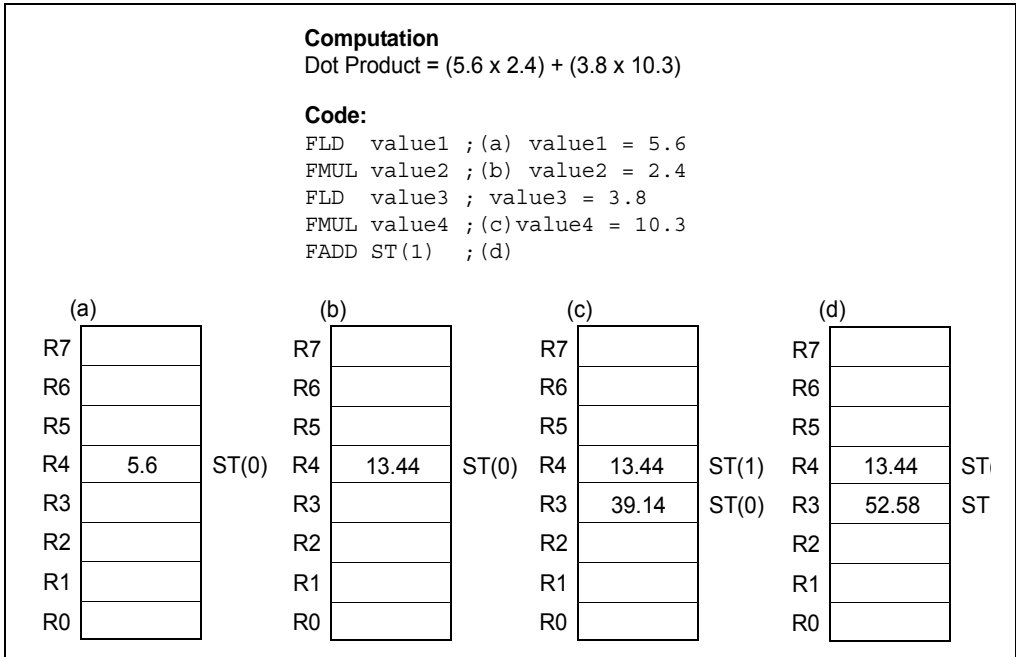 Computation
Dot Product = (5.6 x 2.4) + (3.8 x 10.3)
Code:
FLD value1 ;(a) value1 = 5.6
FMUL value2 ;(b) value2 = 2.4
FLD value3 ; value3 = 3.8
FMUL value4 ;(c)value4 = 10.3
FADD ST(1) ;(d)
(a) (b) (c) (d)
R7 R7 R7 R7
R6 R6 R6 R6
R5 R5 R5 R5
R4 5.6 ST(0) R4 13.44 ST(0) R4 13.44 ST(1) R4 13.44 ST(
R3 R3 R3 39.14 ST(0) R3 52.58 ST
R2 R2 R2 R2
R1 R1 R1 R1
R0 R0 R0 R0